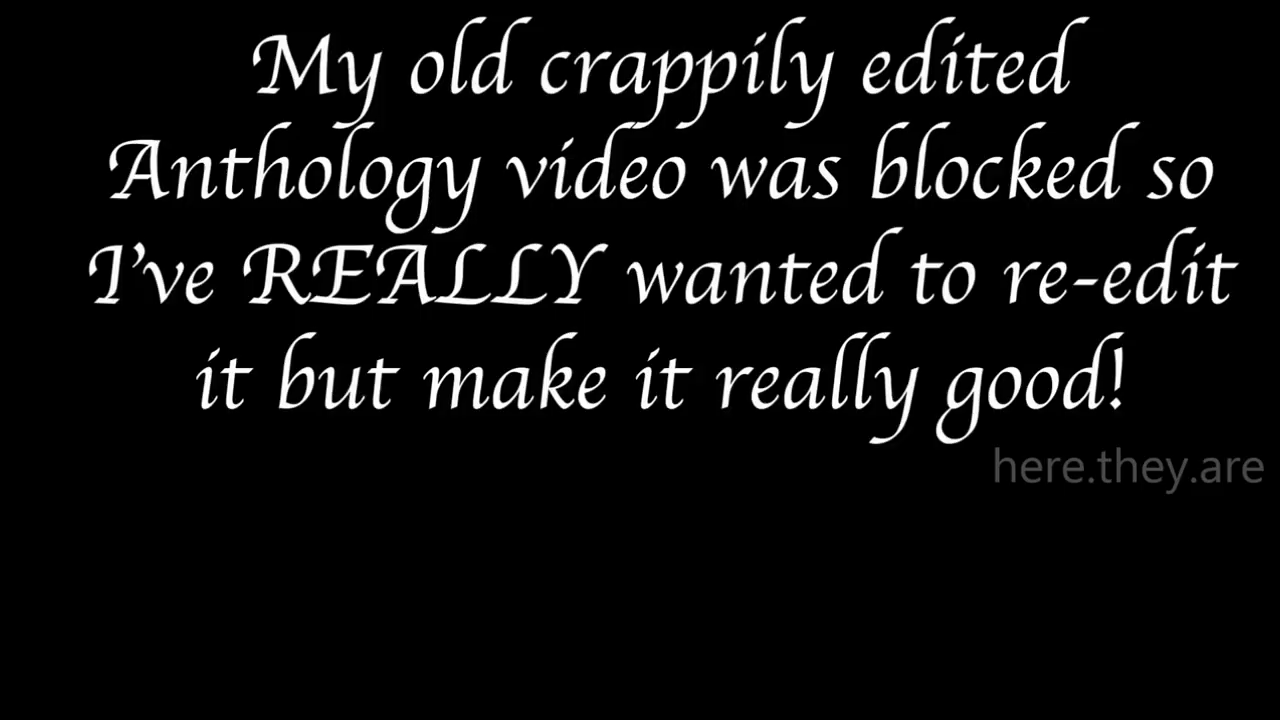 My old crappily edited
Anthology video was blocked so
I've REALLY wanted to re-edit
it but make it really good!
here.they.are